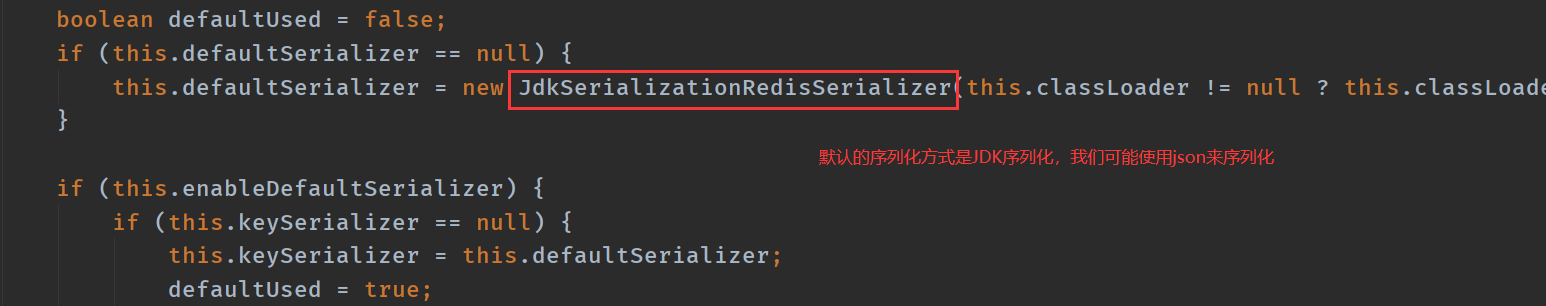 boolean defaultUsed = false;
if (this.defaultSerializer == null) {
this.defaultSerializer = new JdkSerializationRedisSerializer(this.classLoader != null ? this.classLoade
}
默认的序列化方式是JDK序列化，我们可能使用json来序列化
if (this.enableDefaultSerializer) {
if (this.keySerializer == null) {
this.keySerializer = this.defaultSerializer;
defaultUsed = true;